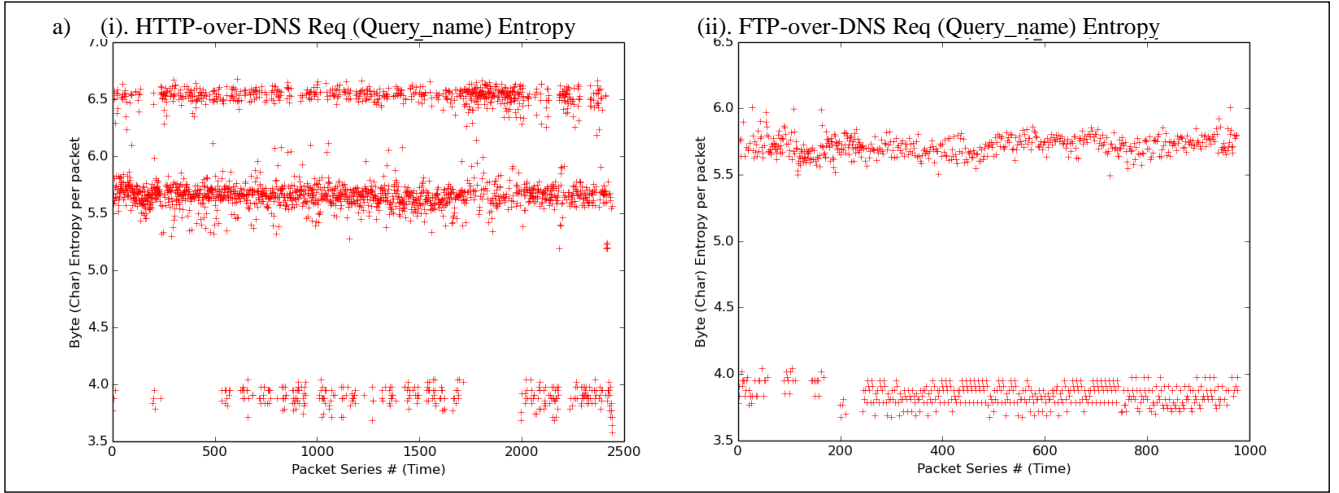 a) (i). HTTP-over-DNS Req (Query_name) Entropy
7.0
6.5
6.0
5.5
5.0
4.5
4.0
3.5
0 500 1000 1500 2000 2500
Byte (Char) Entropy per packet
Packet Series # (Time)
(ii). FTP-over-DNS Req (Query_name) Entropy
6.5
6.0
5.5
5.0
4.5
4.0
3.5
0 200 400 600 800 1000
Byte (Char) Entropy per packet
Packet Series # (Time)